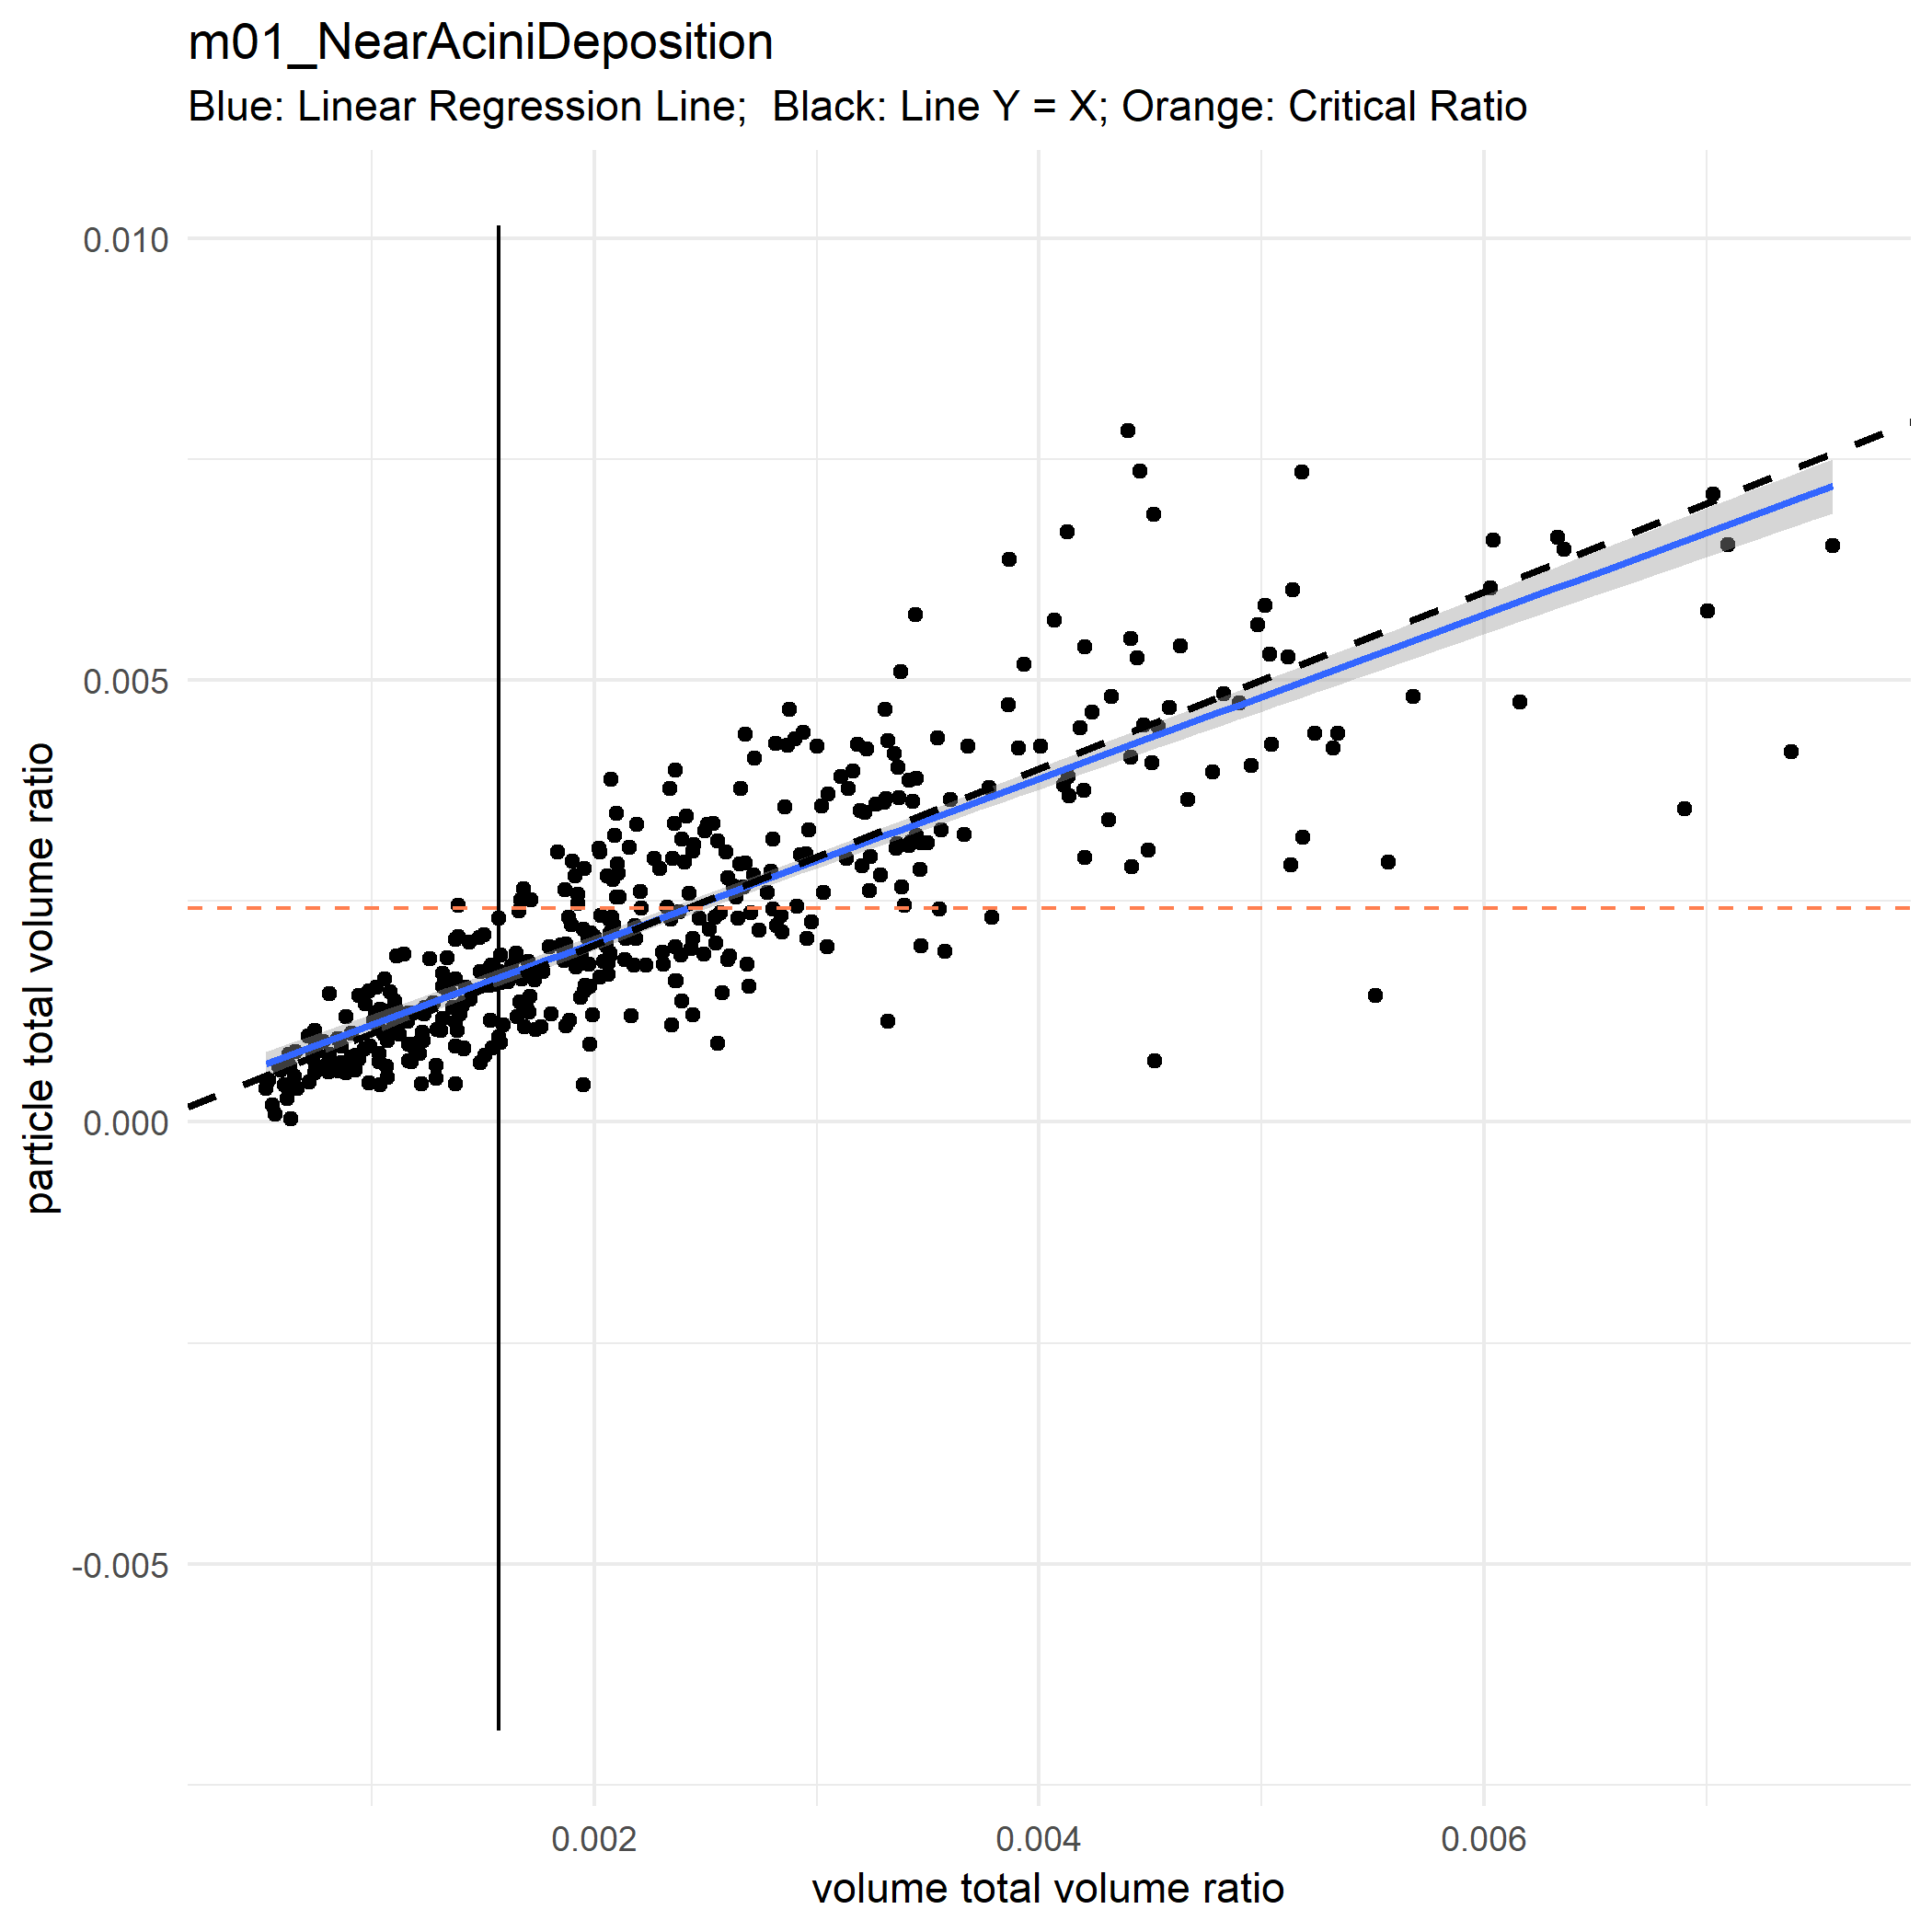 m01_NearAciniDeposition
Blue: Linear Regression Line;  Black: Line Y = X; Orange: Critical Ratio
0.010
0.005
0.000
-0.005
particle total volume ratio
0.002
0.004
0.006
volume total volume ratio